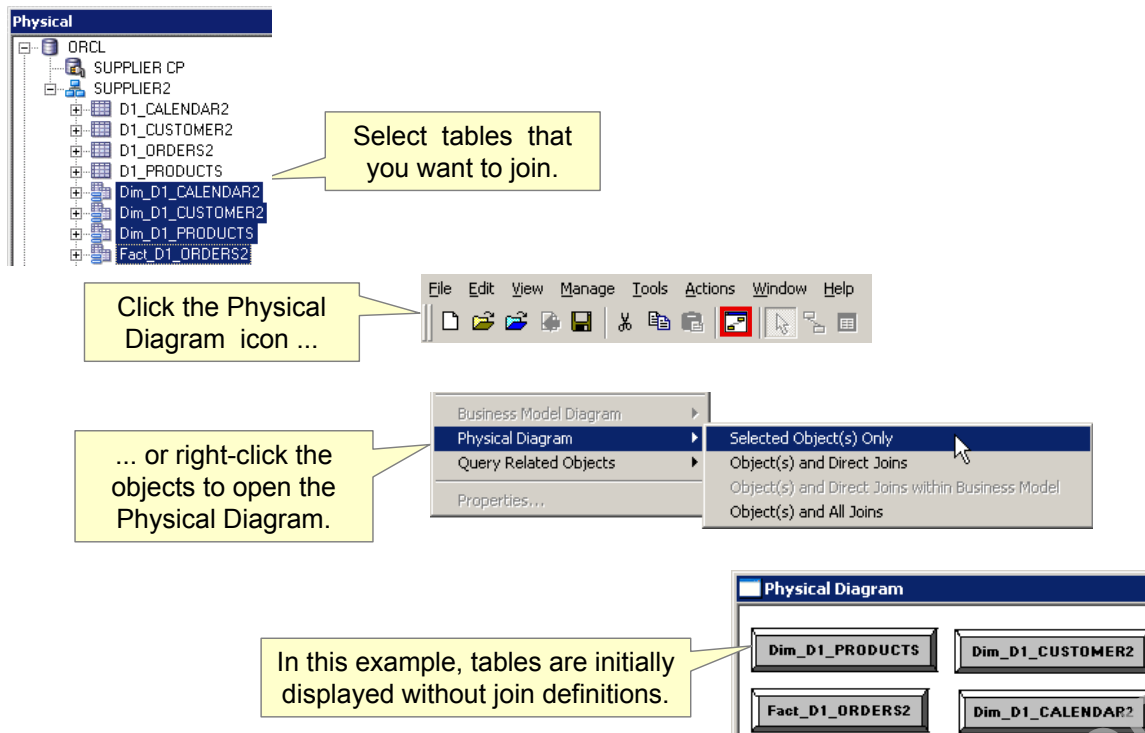 Physical
ORCL
SUPPLIER CP
SUPPLIER2
D1_CALENDAR2
D1_CUSTOMER2
D1_ORDERS2
D1_PRODUCTS
Dim_D1_CALENDAR2
Dim_D1_CUSTOMER2
Dim_D1_PRODUCTS
Fact_D1_ORDERS2
Select tables that
you want to join.
Click the Physical
Diagram icon ...
File Edit View Manage Tools Actions Window Help
... or right-click the
objects to open the
Physical Diagram.
Business Model Diagram
Physical Diagram
Query Related Objects
Properties...
Selected Object(s) Only
Object(s) and Direct Joins
Object(s) and Direct Joins within Business Model
Object(s) and All Joins
In this example, tables are initially
displayed without join definitions.
Physical Diagram
Dim_D1_PRODUCTS Dim_D1_CUSTOMER2
Fact_D1_ORDERS2 Dim_D1_CALENDAR2